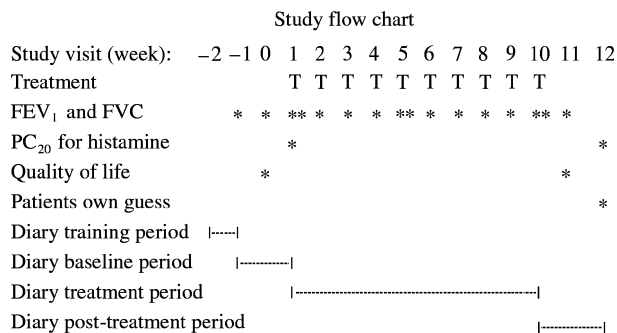 Study flow chart
Study visit (week): –2 –1 0 1 2 3 4 5 6 7 8 9 10 11 12
Treatment T T T T T T T T T T
FEV₁ and FVC * * ** * * * ** * * * * ** *
PC₂₀ for histamine * *
Quality of life * *
Patients own guess *
Diary training period
Diary baseline period
Diary treatment period
Diary post-treatment period